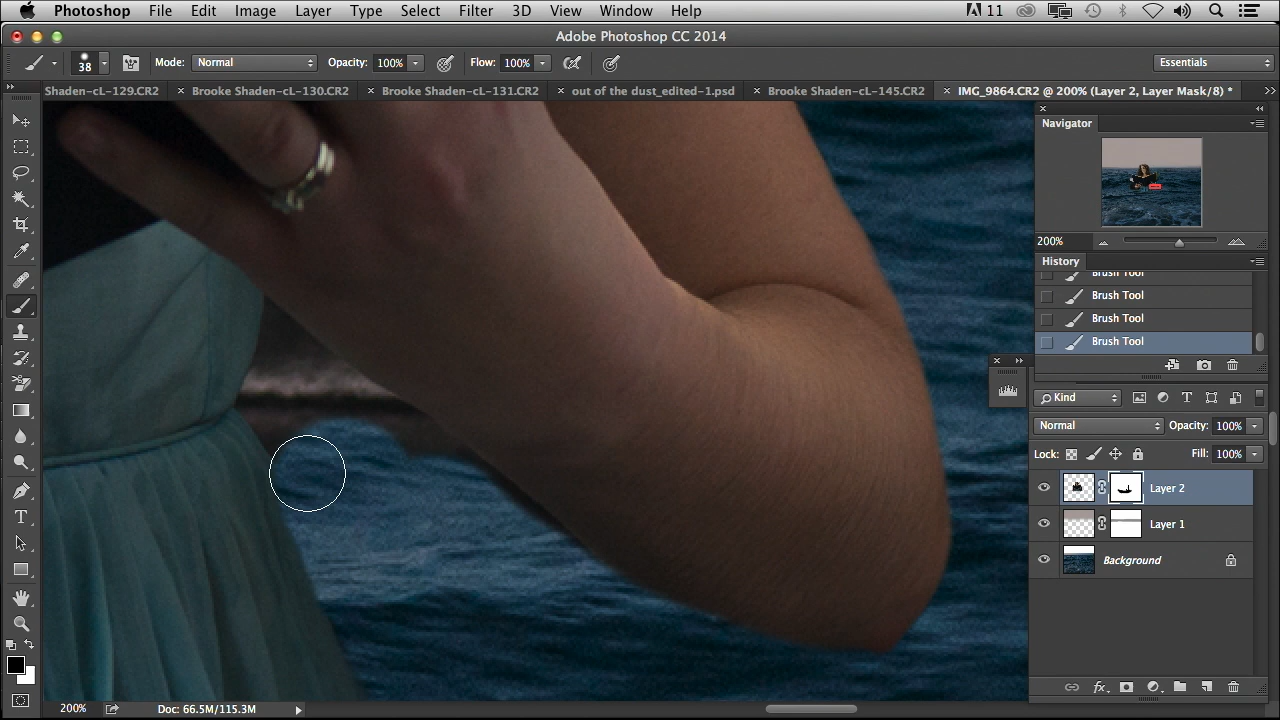 Photoshop File Edit Image Layer Type Select Filter 3D View Window Help 11
Adobe Photoshop CC 2014
38 Mode: Normal Opacity: 100% Flow: 100% Essentials
Shaden-cL-129.CR2 × Brooke Shaden-cL-130.CR2 × Brooke Shaden-cL-131.CR2 × out of the dust_edited-1.psd × Brooke Shaden-cL-145.CR2 × IMG_9864.CR2 @ 200% (Layer 2, Layer Mask/8) *
Navigator
200%
History
Brush Tool
Brush Tool
Brush Tool
Brush Tool
Kind
Normal Opacity: 100%
Lock: Fill: 100%
Layer 2
Layer 1
Background
fx
200% Doc: 66.5M/115.3M